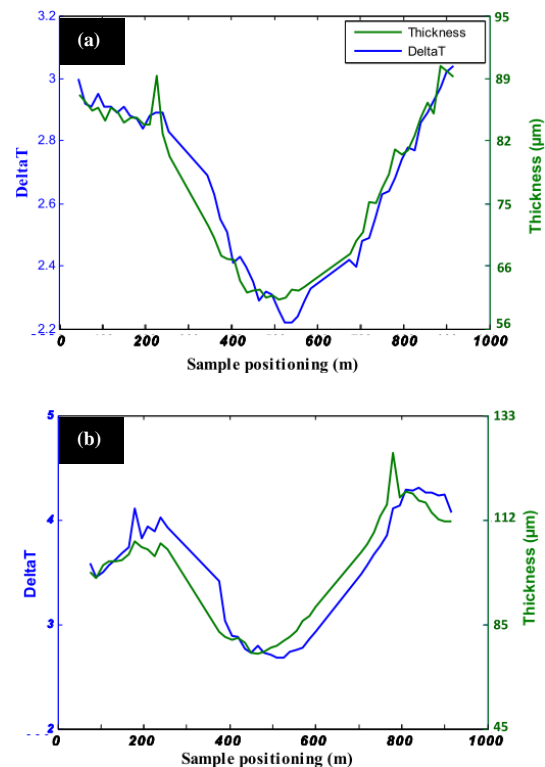 (a)
3.2
3
2.8
2.6
2.4
-2.2
DeltaT
Thickness
DeltaT
95
89
82
75
66
56
Thickness (µm)
0 200 400 600 800 1000
Sample positioning (m)
(b)
5
4
3
2
DeltaT
133
112
85
45
Thickness (µm)
0 200 400 600 800 1000
Sample positioning (m)